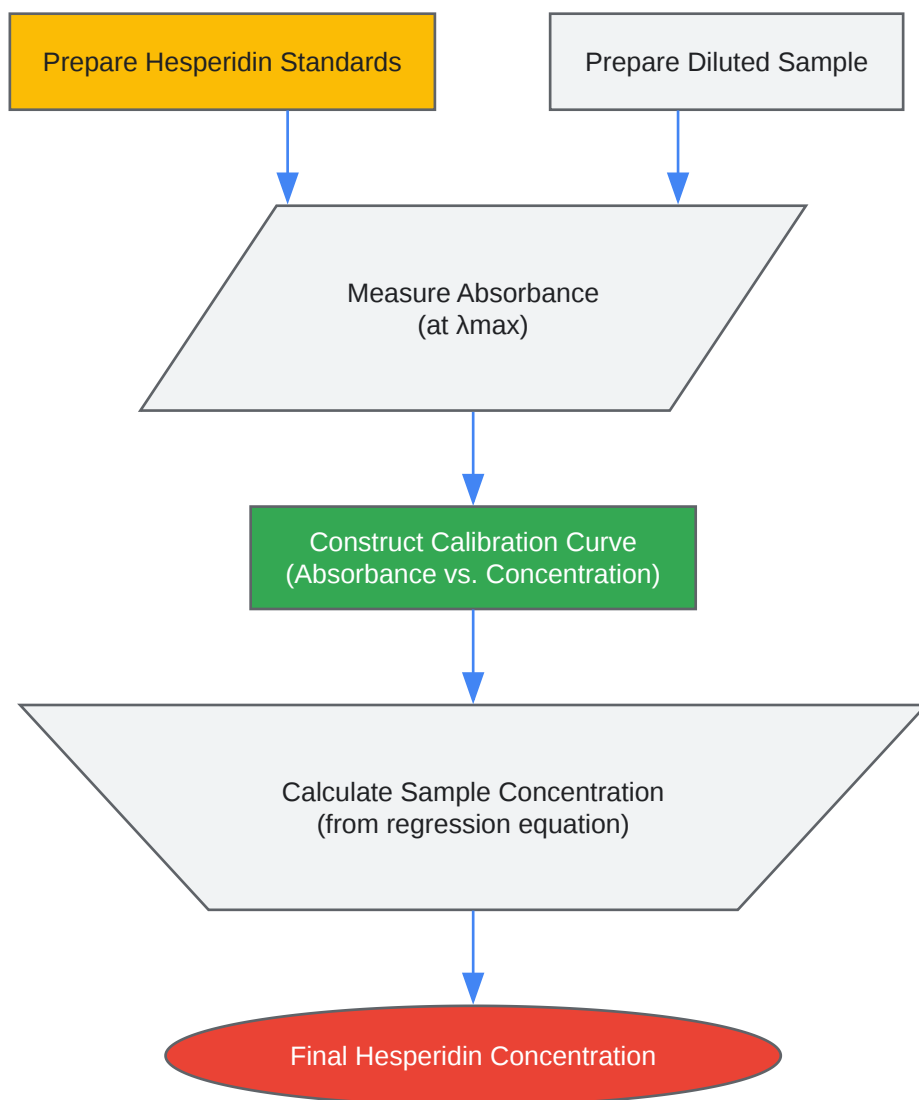 Prepare Hesperidin Standards
Prepare Diluted Sample
Measure Absorbance
(at λmax)
Construct Calibration Curve
(Absorbance vs. Concentration)
Calculate Sample Concentration
(from regression equation)
Final Hesperidin Concentration